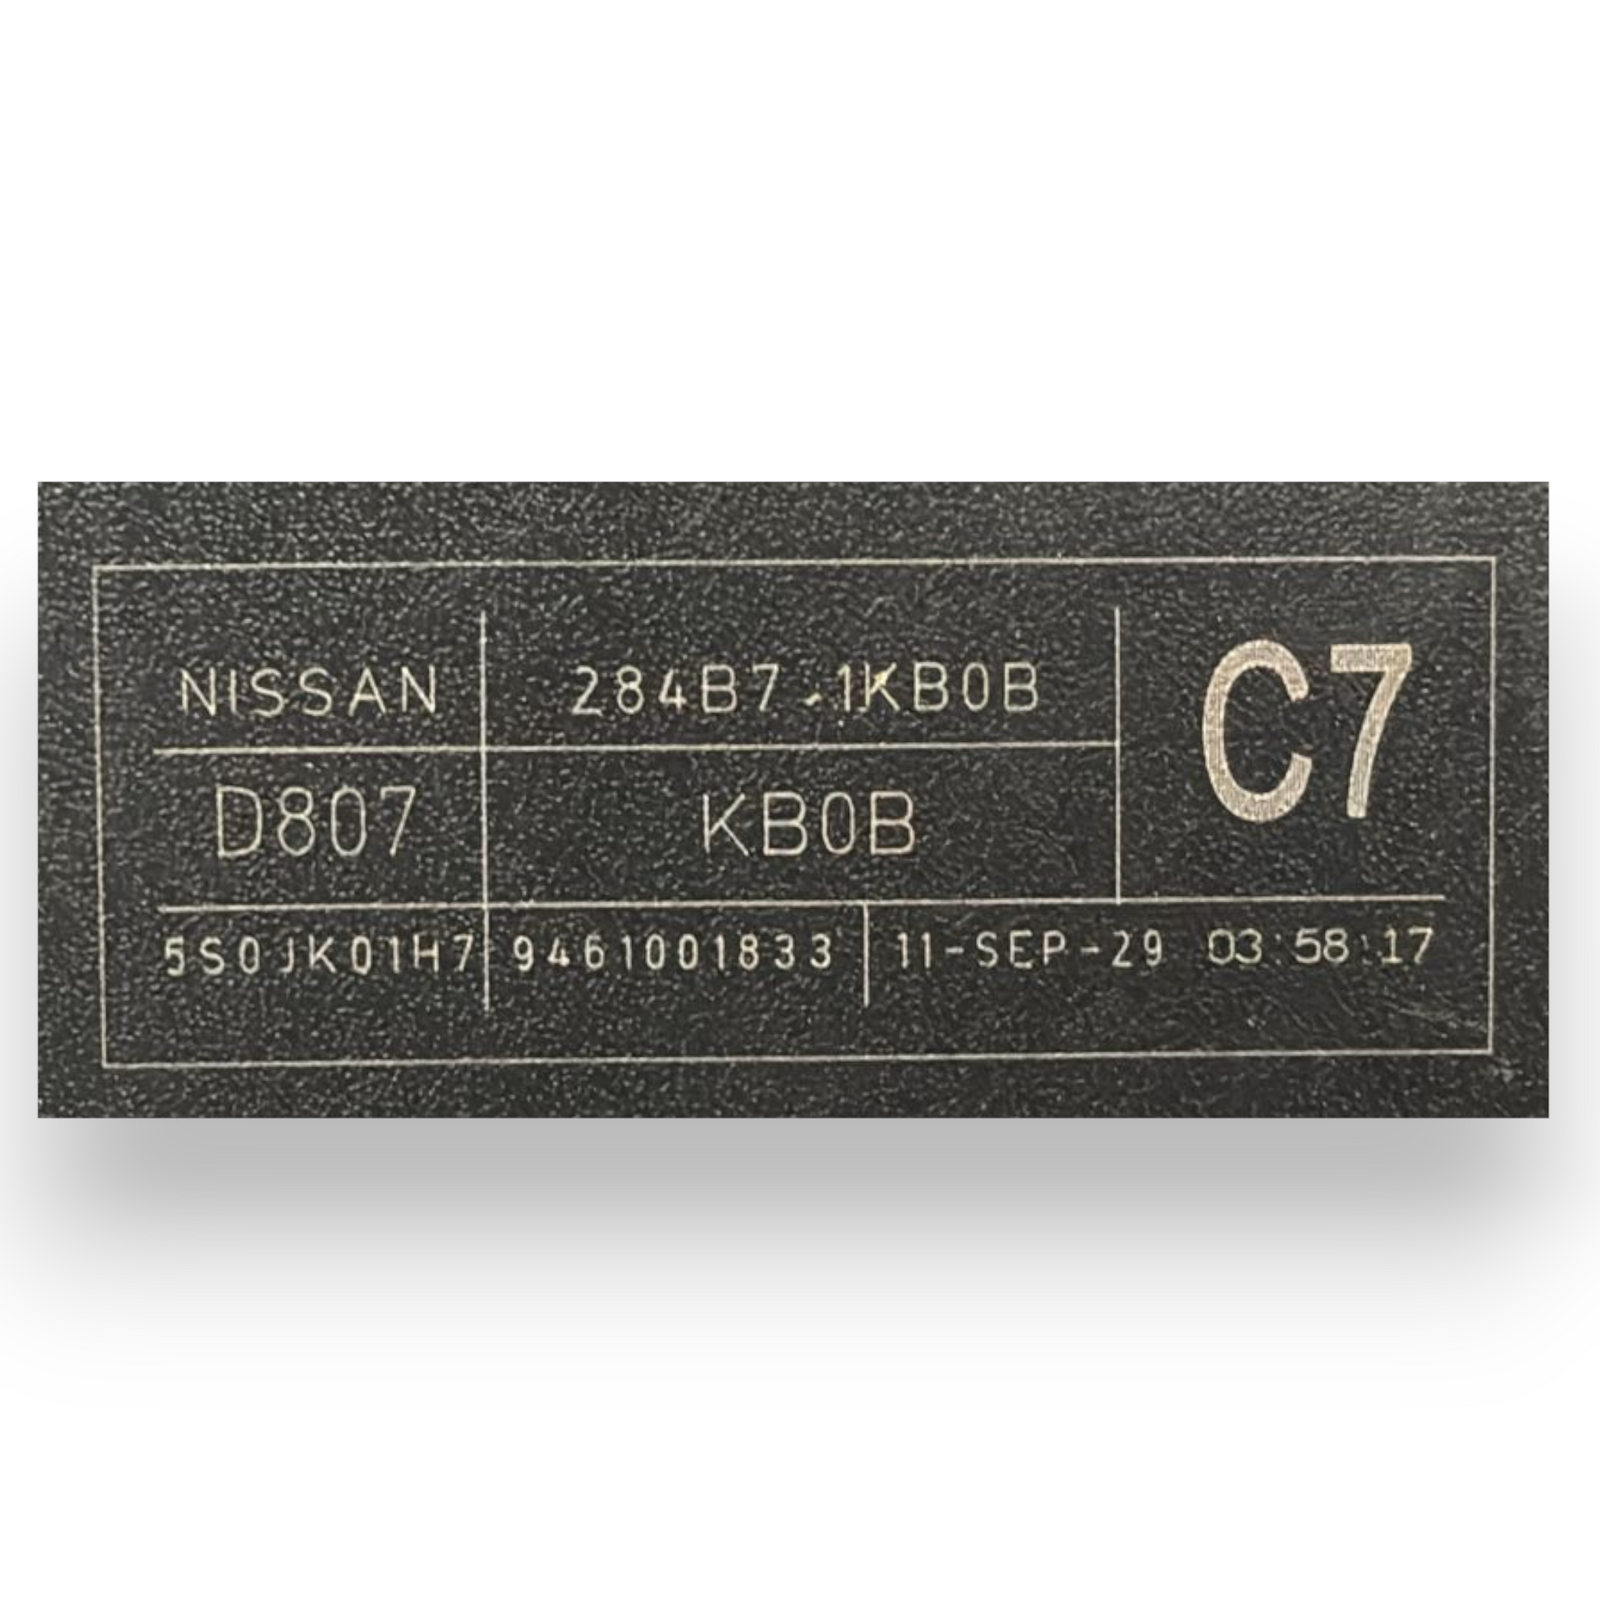 NISSAN 284B7-1KB0B C7
D807 KB0B
5S0JK01H7 9461001833 11-SEP-29 03:58:17